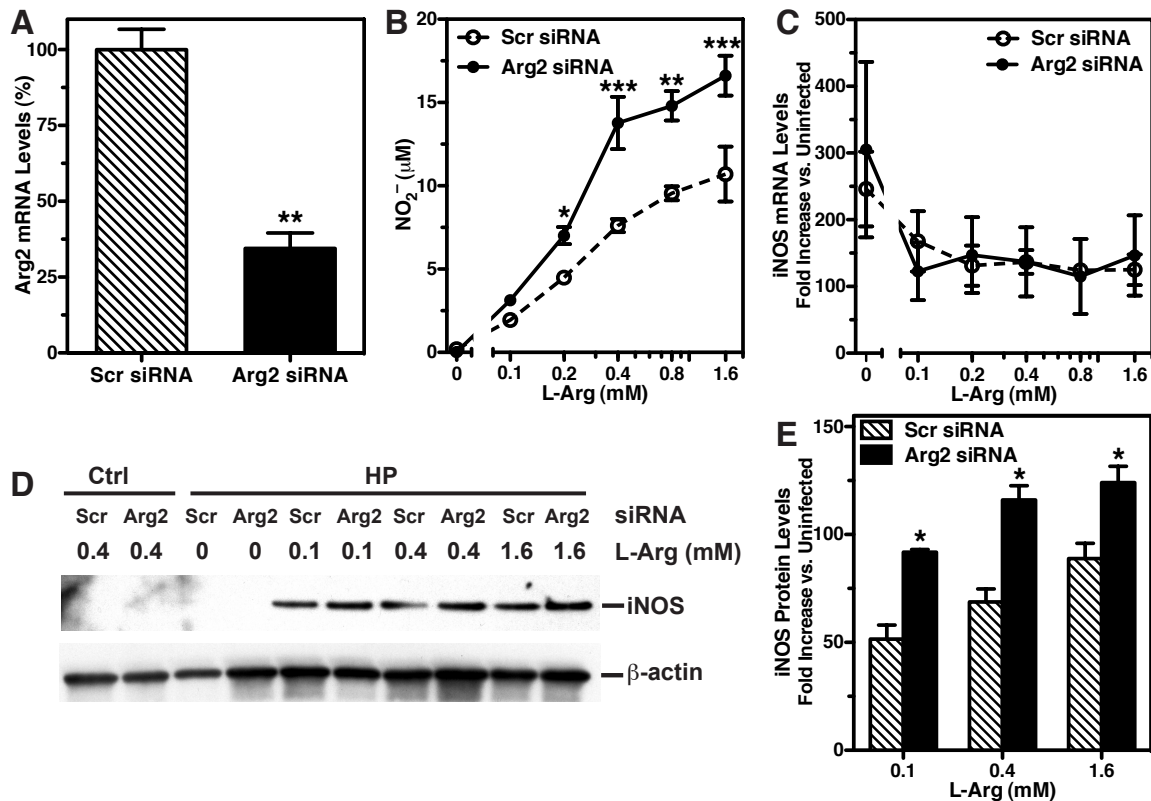 A
Arg2 mRNA Levels (%)
100
75
50
25
0
**
Scr siRNA
Arg2 siRNA
B
Scr siRNA
Arg2 siRNA
NO2− (μM)
20
15
10
5
0
*
***
**
***
0
0.1
0.2
0.4
0.8
1.6
L-Arg (mM)
C
Scr siRNA
Arg2 siRNA
iNOS mRNA Levels
Fold Increase vs. Uninfected
500
400
300
200
100
0
0
0.1
0.2
0.4
0.8
1.6
L-Arg (mM)
D
Ctrl
HP
Scr Arg2 Scr Arg2 Scr Arg2 Scr Arg2 Scr Arg2 siRNA
0.4 0.4 0 0 0.1 0.1 0.4 0.4 1.6 1.6 L-Arg (mM)
iNOS
β-actin
E
Scr siRNA
Arg2 siRNA
iNOS Protein Levels
Fold Increase vs. Uninfected
150
100
50
0
*
*
*
0.1
0.4
1.6
L-Arg (mM)